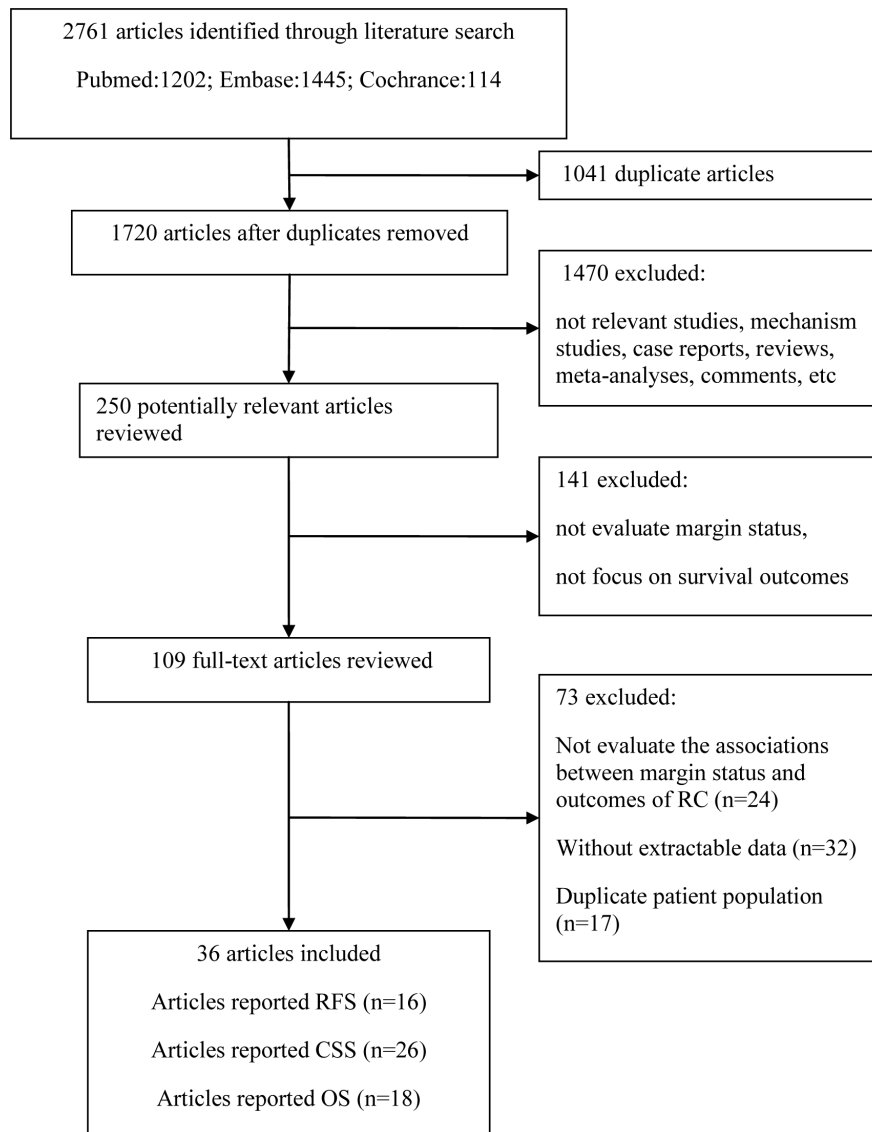 2761 articles identified through literature search
Pubmed:1202; Embase:1445; Cochrance:114
1041 duplicate articles
1720 articles after duplicates removed
1470 excluded:
not relevant studies, mechanism
studies, case reports, reviews,
meta-analyses, comments, etc
250 potentially relevant articles
reviewed
141 excluded:
not evaluate margin status,
not focus on survival outcomes
109 full-text articles reviewed
73 excluded:
Not evaluate the associations
between margin status and
outcomes of RC (n=24)
Without extractable data (n=32)
Duplicate patient population
(n=17)
36 articles included
Articles reported RFS (n=16)
Articles reported CSS (n=26)
Articles reported OS (n=18)